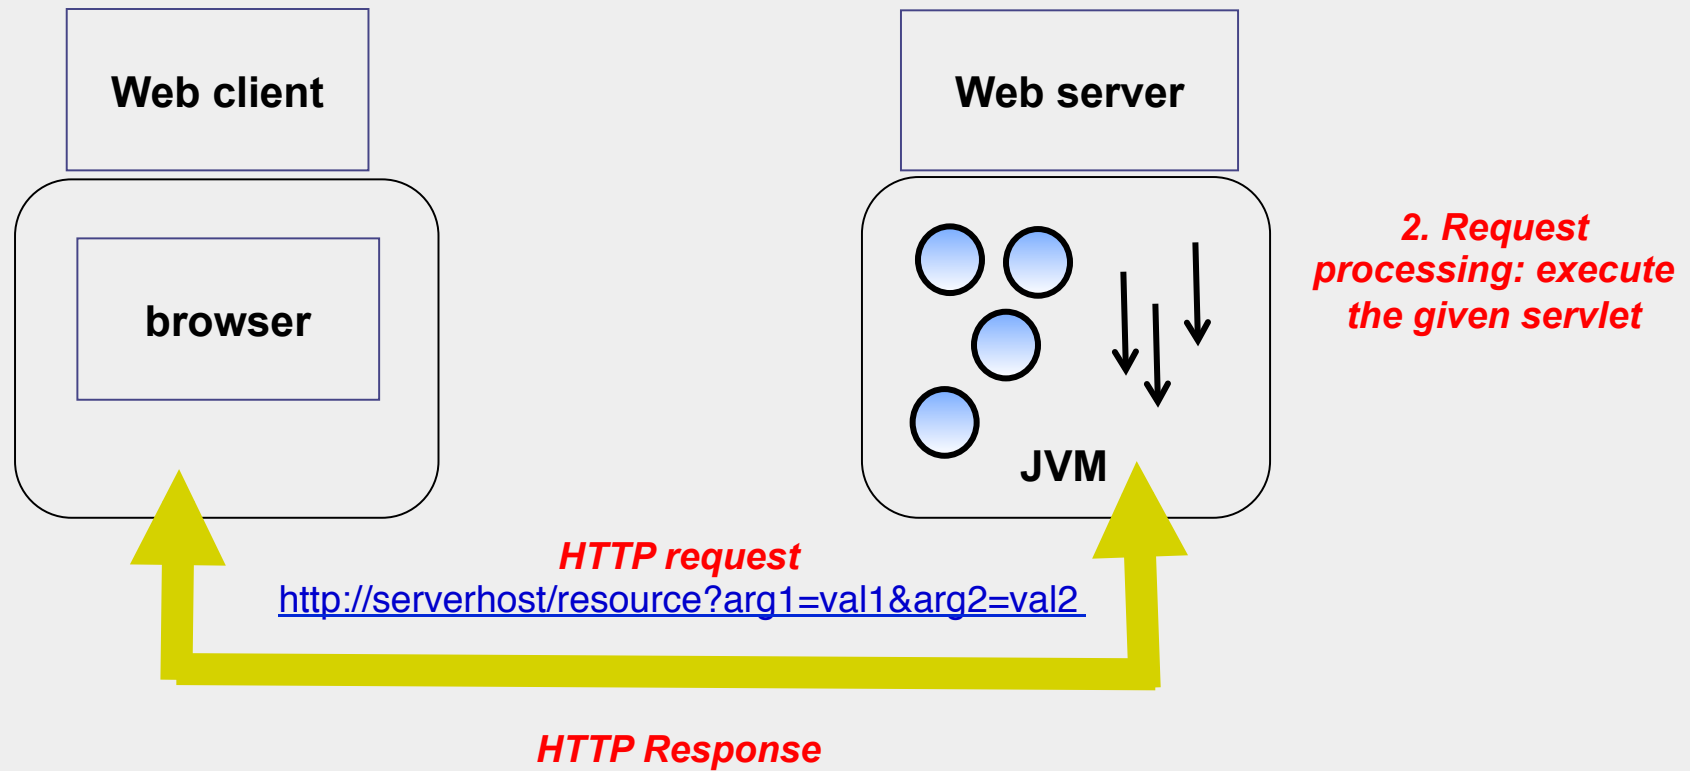 Web client
Web server
2. Request
processing: execute
the given servlet
browser
JVM
HTTP request
http://serverhost/resource?arg1=val1&arg2=val2
HTTP Response